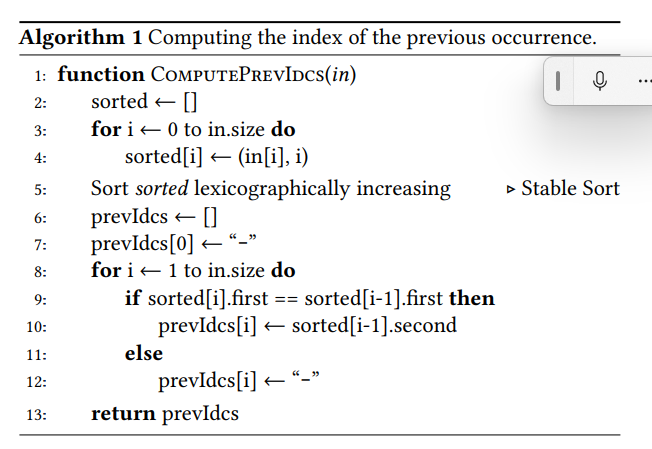 Algorithm 1 Computing the index of the previous occurrence.
1: function ComputePrevIdcs(in)
2: sorted ← []
3: for i ← 0 to in.size do
4: sorted[i] ← (in[i], i)
5: Sort sorted lexicographically increasing ▹ Stable Sort
6: prevIdcs ← []
7: prevIdcs[0] ← “–”
8: for i ← 1 to in.size do
9: if sorted[i].first == sorted[i-1].first then
10: prevIdcs[i] ← sorted[i-1].second
11: else
12: prevIdcs[i] ← “–”
13: return prevIdcs